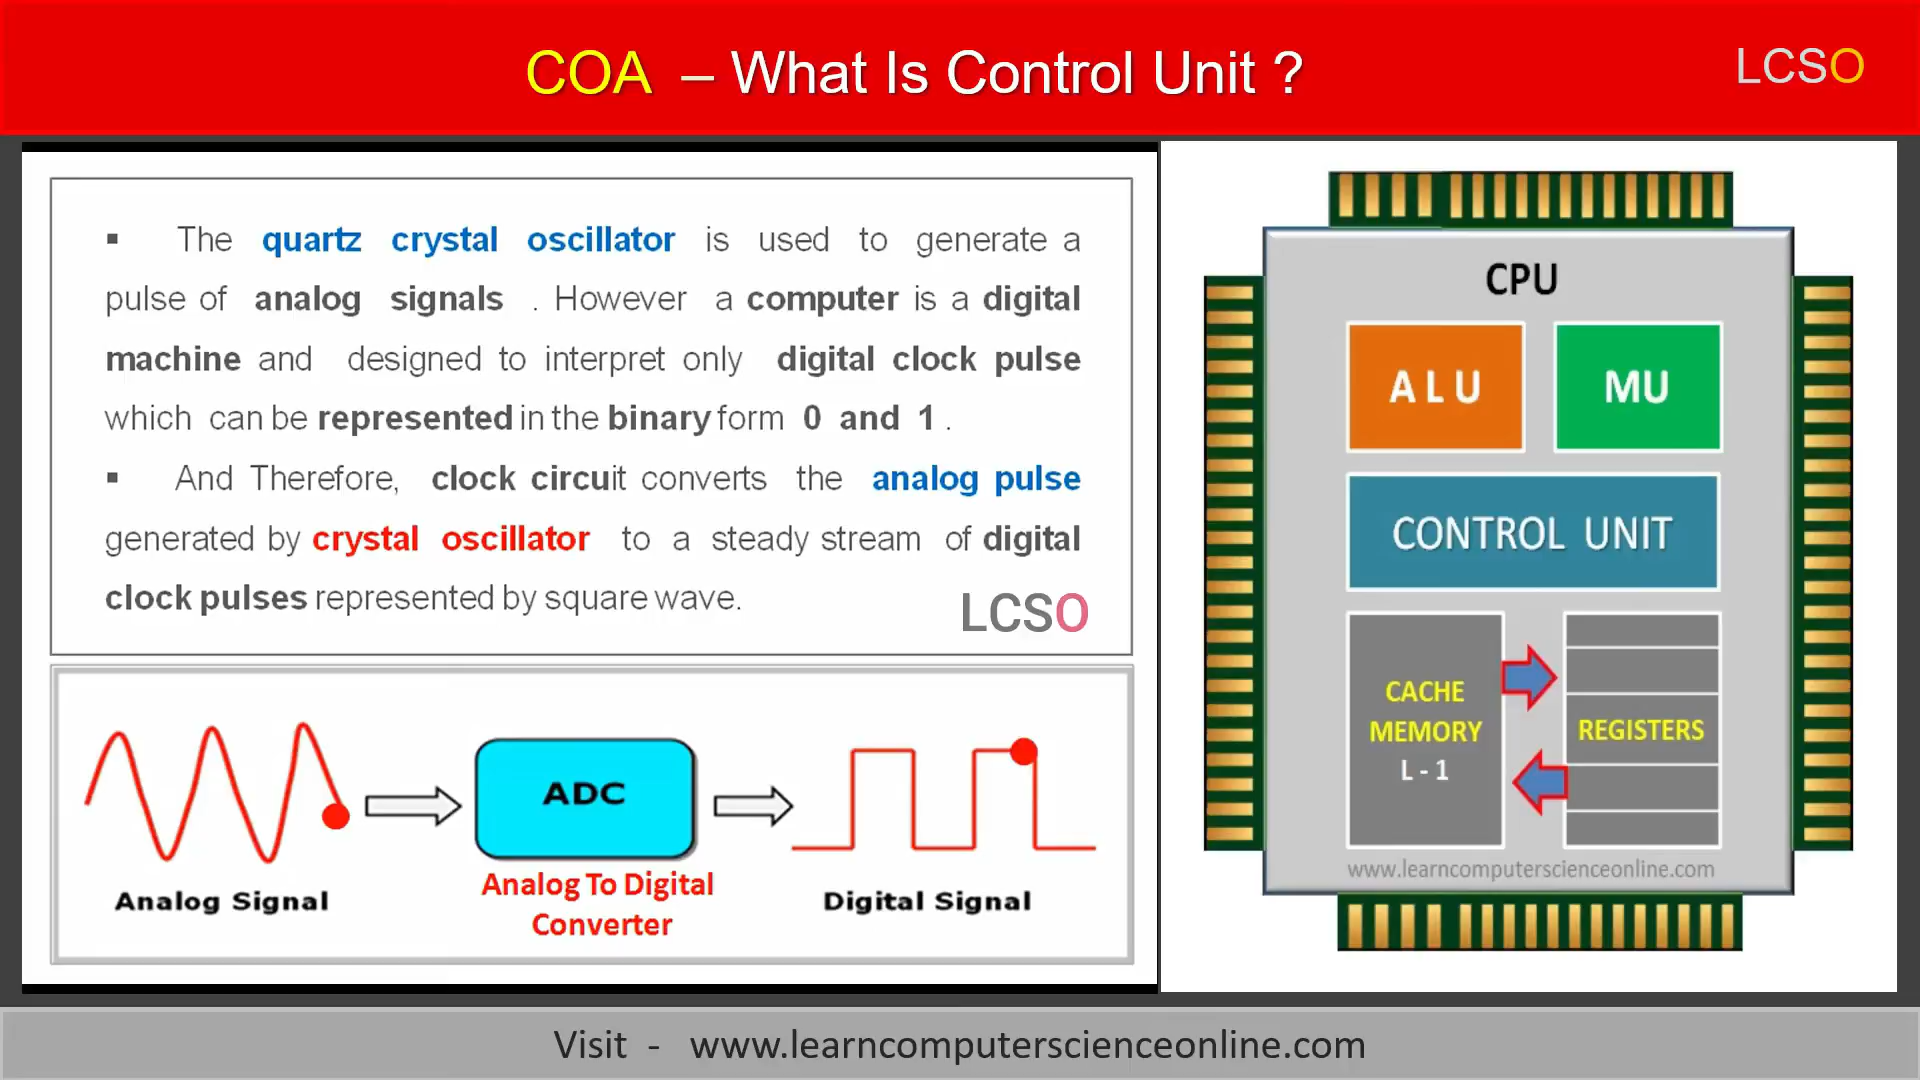 COA – What Is Control Unit ?
LCSO
▪ The quartz crystal oscillator is used to generate a
pulse of analog signals . However a computer is a digital
machine and designed to interpret only digital clock pulse
which can be represented in the binary form 0 and 1 .
▪ And Therefore, clock circuit converts the analog pulse
generated by crystal oscillator to a steady stream of digital
clock pulses represented by square wave.
LCSO
ADC
Analog To Digital
Converter
Analog Signal
Digital Signal
CPU
ALU
MU
CONTROL UNIT
CACHE
MEMORY
L - 1
REGISTERS
www.learncomputerscienceonline.com
Visit - www.learncomputerscienceonline.com